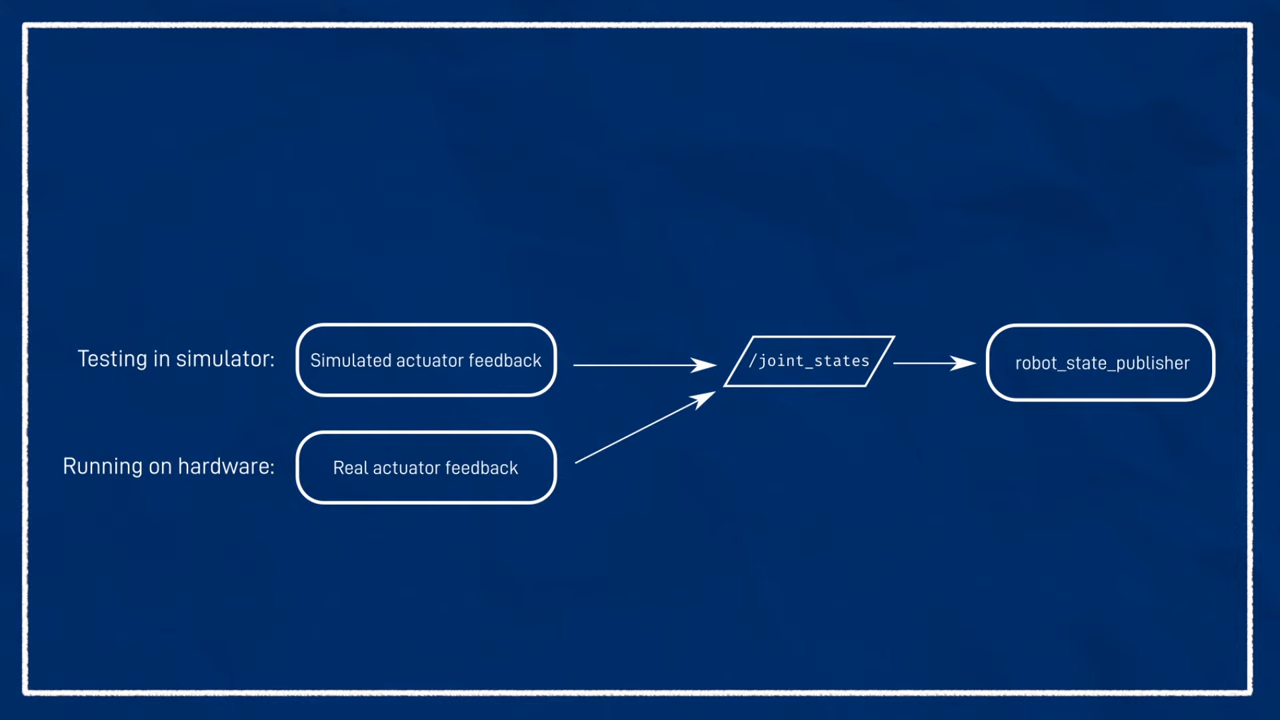 Testing in simulator:
Simulated actuator feedback
/joint_states
robot_state_publisher
Running on hardware:
Real actuator feedback